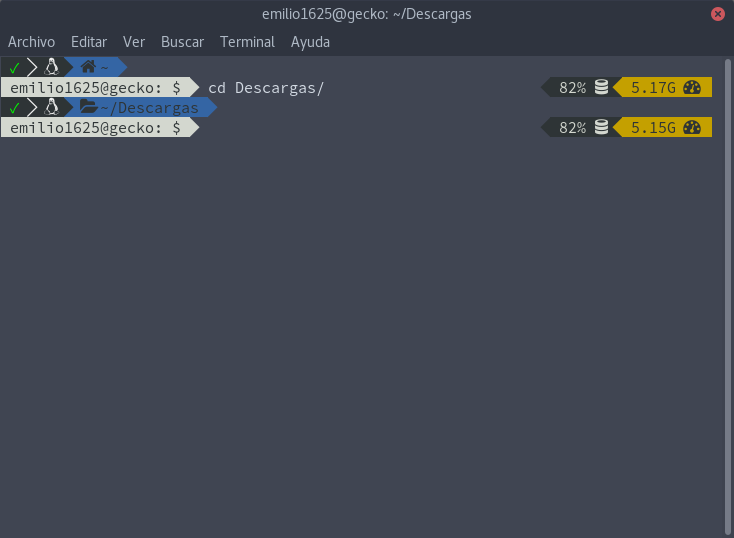 emilio1625@gecko: ~/Descargas
Archivo Editar Ver Buscar Terminal Ayuda
✓ ~
emilio1625@gecko: $ cd Descargas/ 82% 5.17G
✓ ~/Descargas
emilio1625@gecko: $ 82% 5.15G